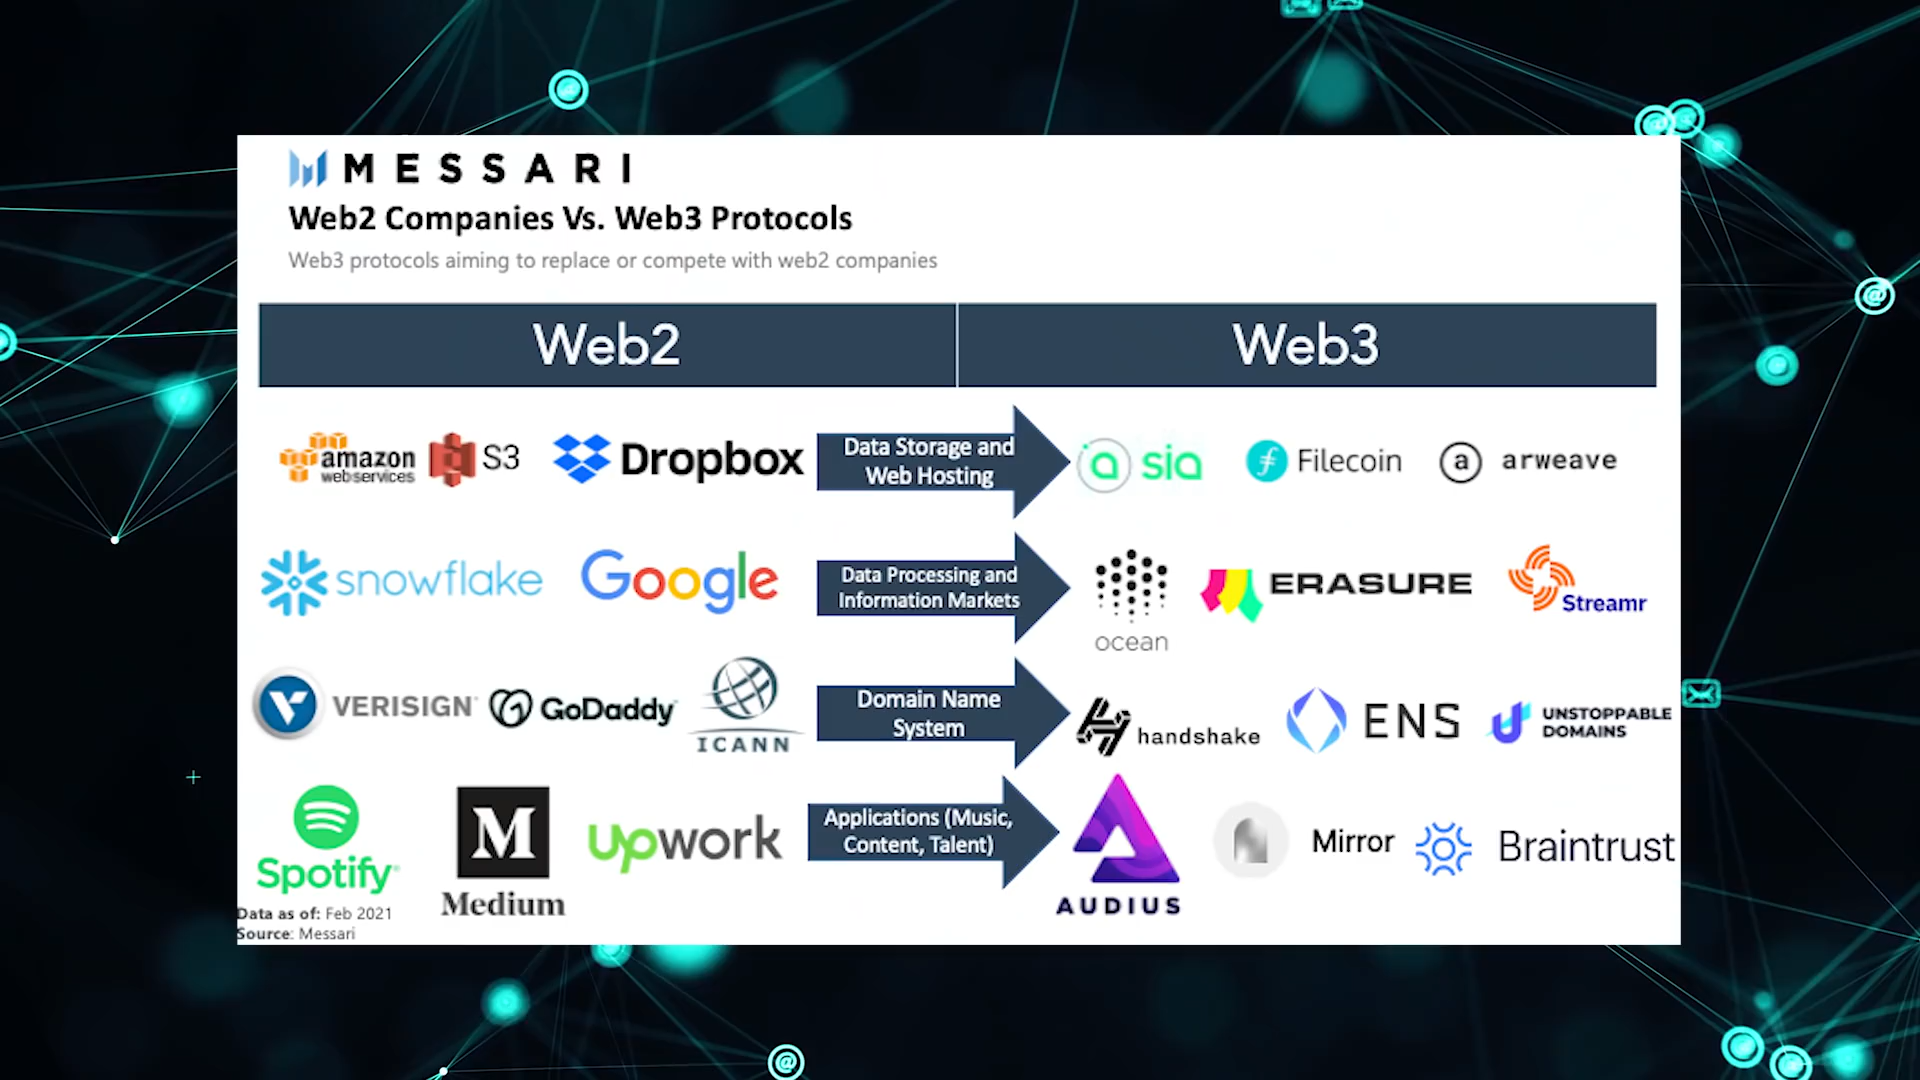 MESSARI
Web2 Companies Vs. Web3 Protocols
Web3 protocols aiming to replace or compete with web2 companies
Web2
Web3
amazon
webservices
S3
Dropbox
Data Storage and
Web Hosting
sia
Filecoin
a
arweave
snowflake
Google
Data Processing and
Information Markets
ocean
ERASURE
Streamr
VERISIGN
GoDaddy
ICANN
Domain Name
System
handshake
ENS
UNSTOPPABLE
DOMAINS
Spotify
M
Medium
upwork
Applications (Music,
Content, Talent)
AUDIUS
Mirror
Braintrust
Data as of: Feb 2021
Source: Messari